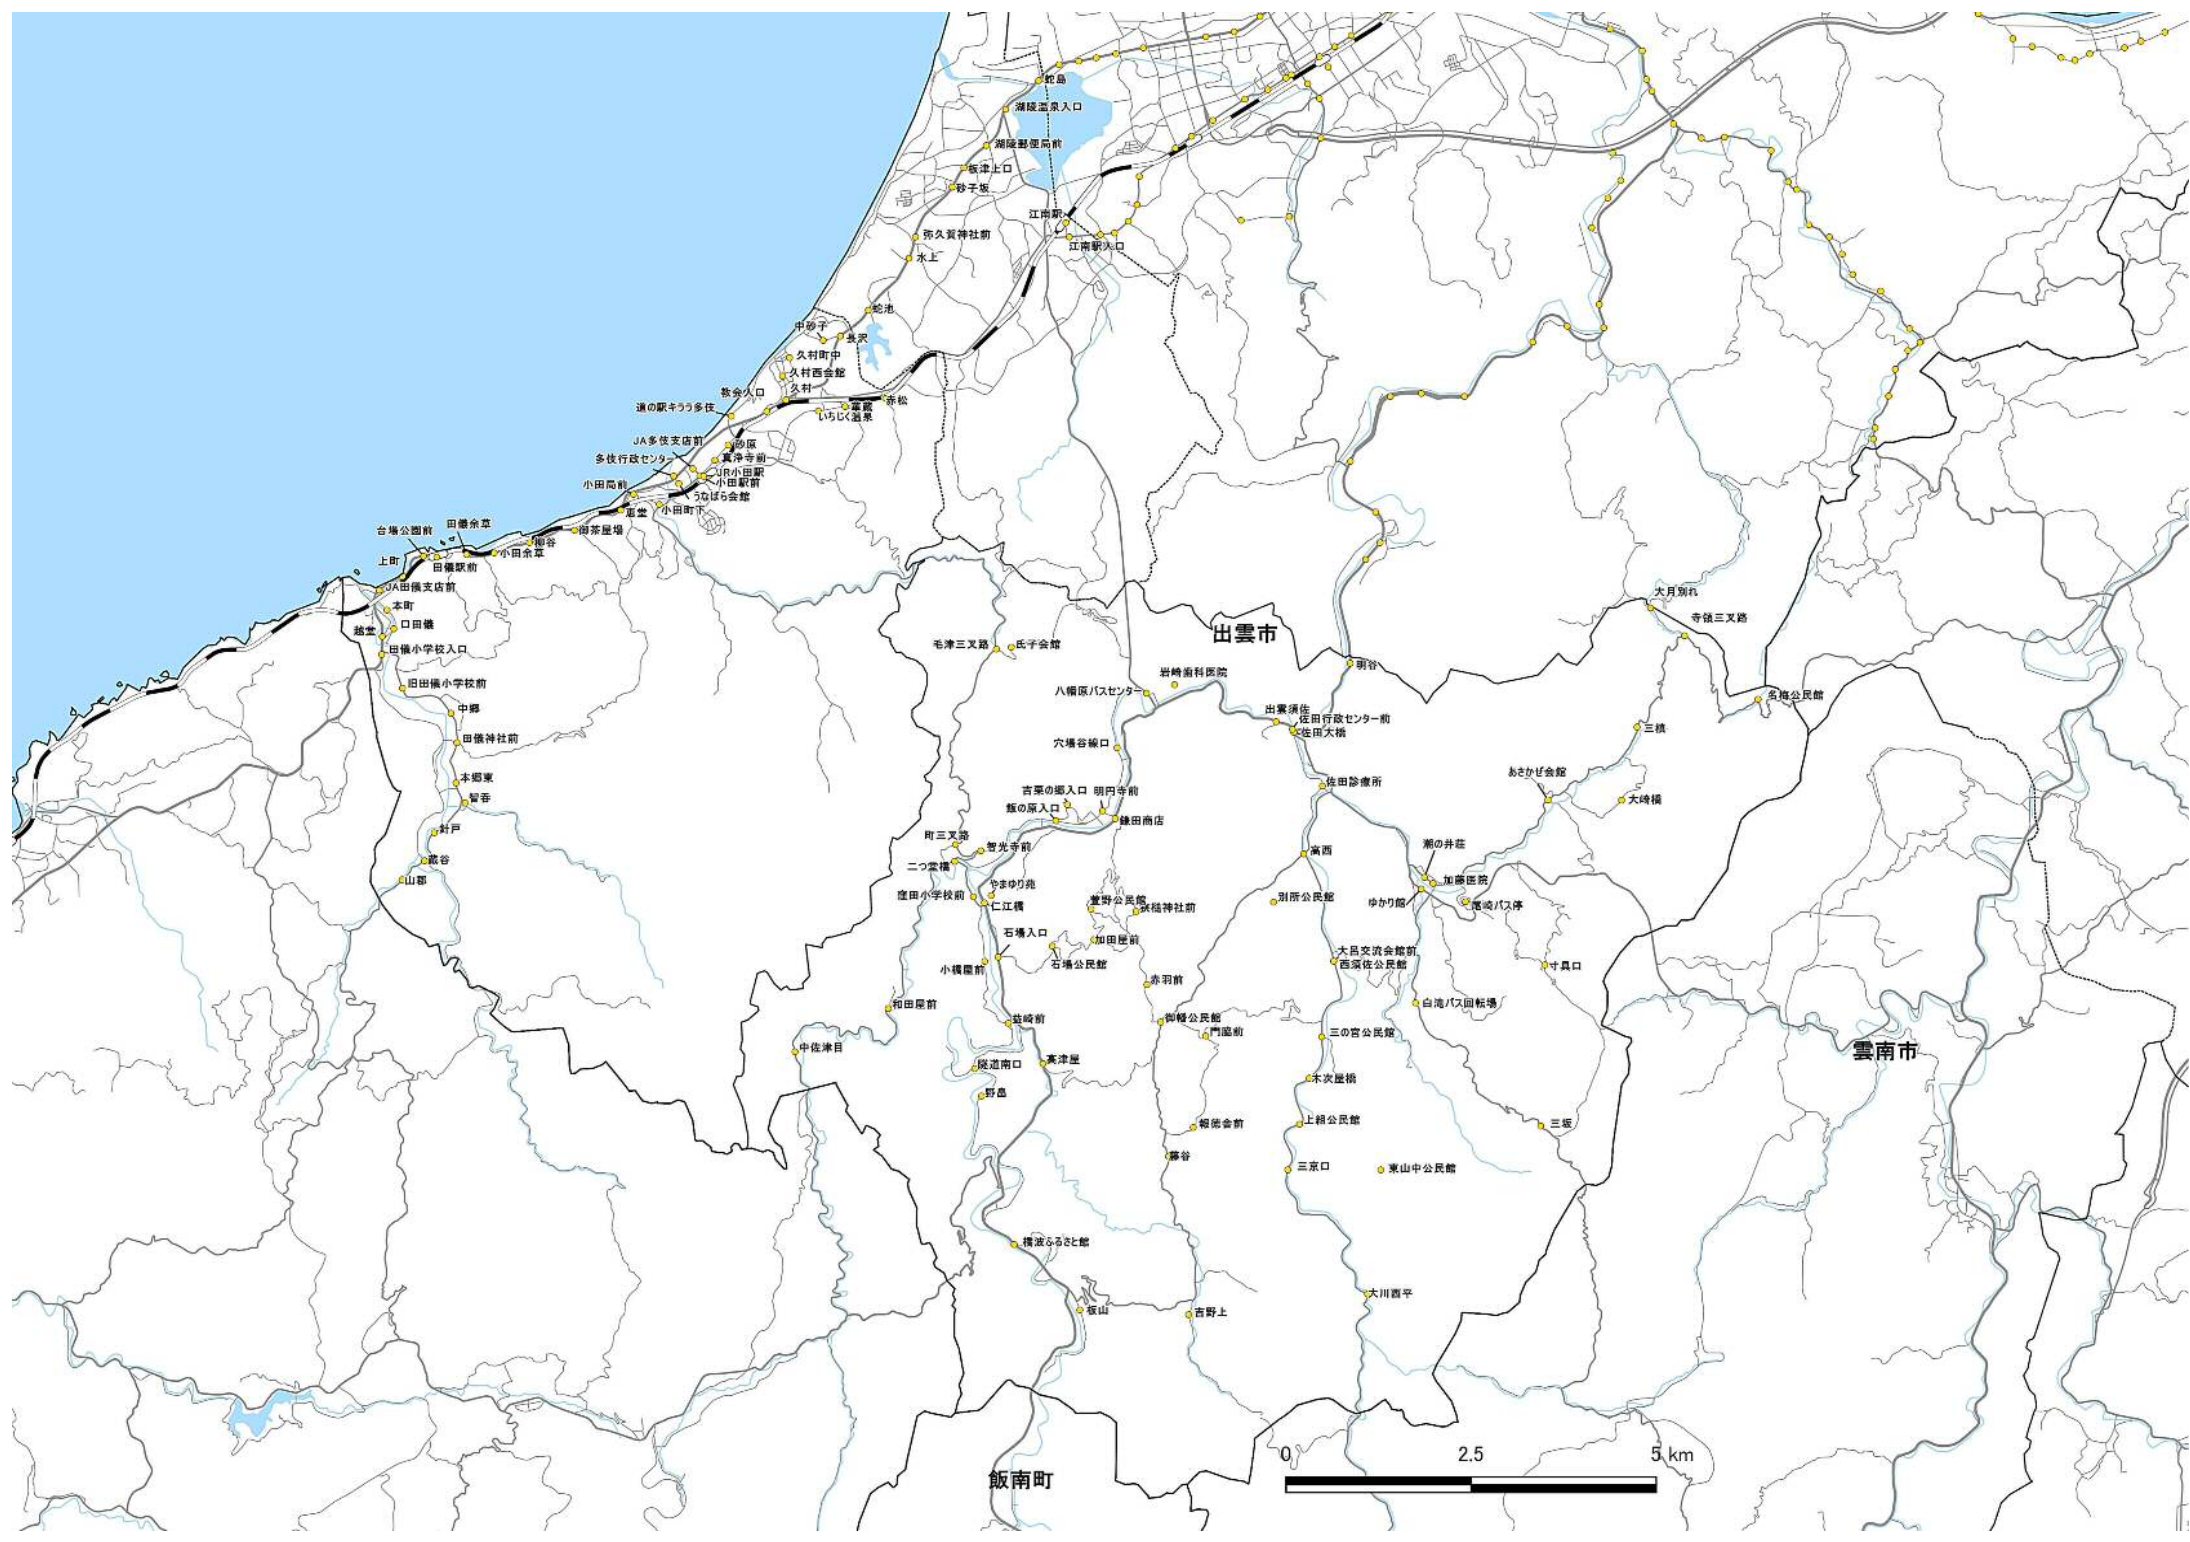 蛇島
湖陵温泉入口
湖陵郵便局前
板津上口
砂子坂
江南駅
江南駅入口
弥久賀神社前
水上
蛇池
中砂子
長沢
久村町中
久村西会館
久村
教会入口
道の駅キララ多伎
赤松
華蔵
いちじく温泉
JA多伎支店前
砂原
多伎行政センター
真浄寺前
JR小田駅
小田駅前
小田局前
うなばら会館
恵堂
小田町下
台場公園前
田儀余草
御茶屋場
柳谷
小田余草
上町
田儀駅前
JA田儀支店前
本町
口田儀
越堂
田儀小学校入口
旧田儀小学校前
中郷
田儀神社前
本郷東
智呑
針戸
蔵谷
山郡
大月別れ
寺領三叉路
出雲市
毛津三叉路
氏子会館
明谷
岩崎歯科医院
八幡原バスセンター
名梅公民館
出雲須佐
佐田行政センター前
佐田大橋
三槙
穴場谷線口
あさかぜ会館
佐田診療所
吉栗の郷入口
明円寺前
大崎橋
飯の原入口
鎌田商店
町三叉路
智光寺前
二つ堂橋
高西
潮の井荘
加藤医院
やまゆり苑
窪田小学校前
仁江橋
萱野公民館
別所公民館
ゆかり館
尾崎バス停
石場入口
加田屋前
石場公民館
小橋屋前
大呂交流会館前
西須佐公民館
寸具口
赤羽前
和田屋前
白滝バス回転場
益崎前
御幡公民館
門脇前
三の宮公民館
中佐津目
雲南市
隧道南口
高津屋
木次屋橋
野畠
報徳会前
上組公民館
三坂
藤谷
三京口
東山中公民館
橋波ふるさと館
板山
吉野上
大川西平
飯南町
0
2.5
5 km